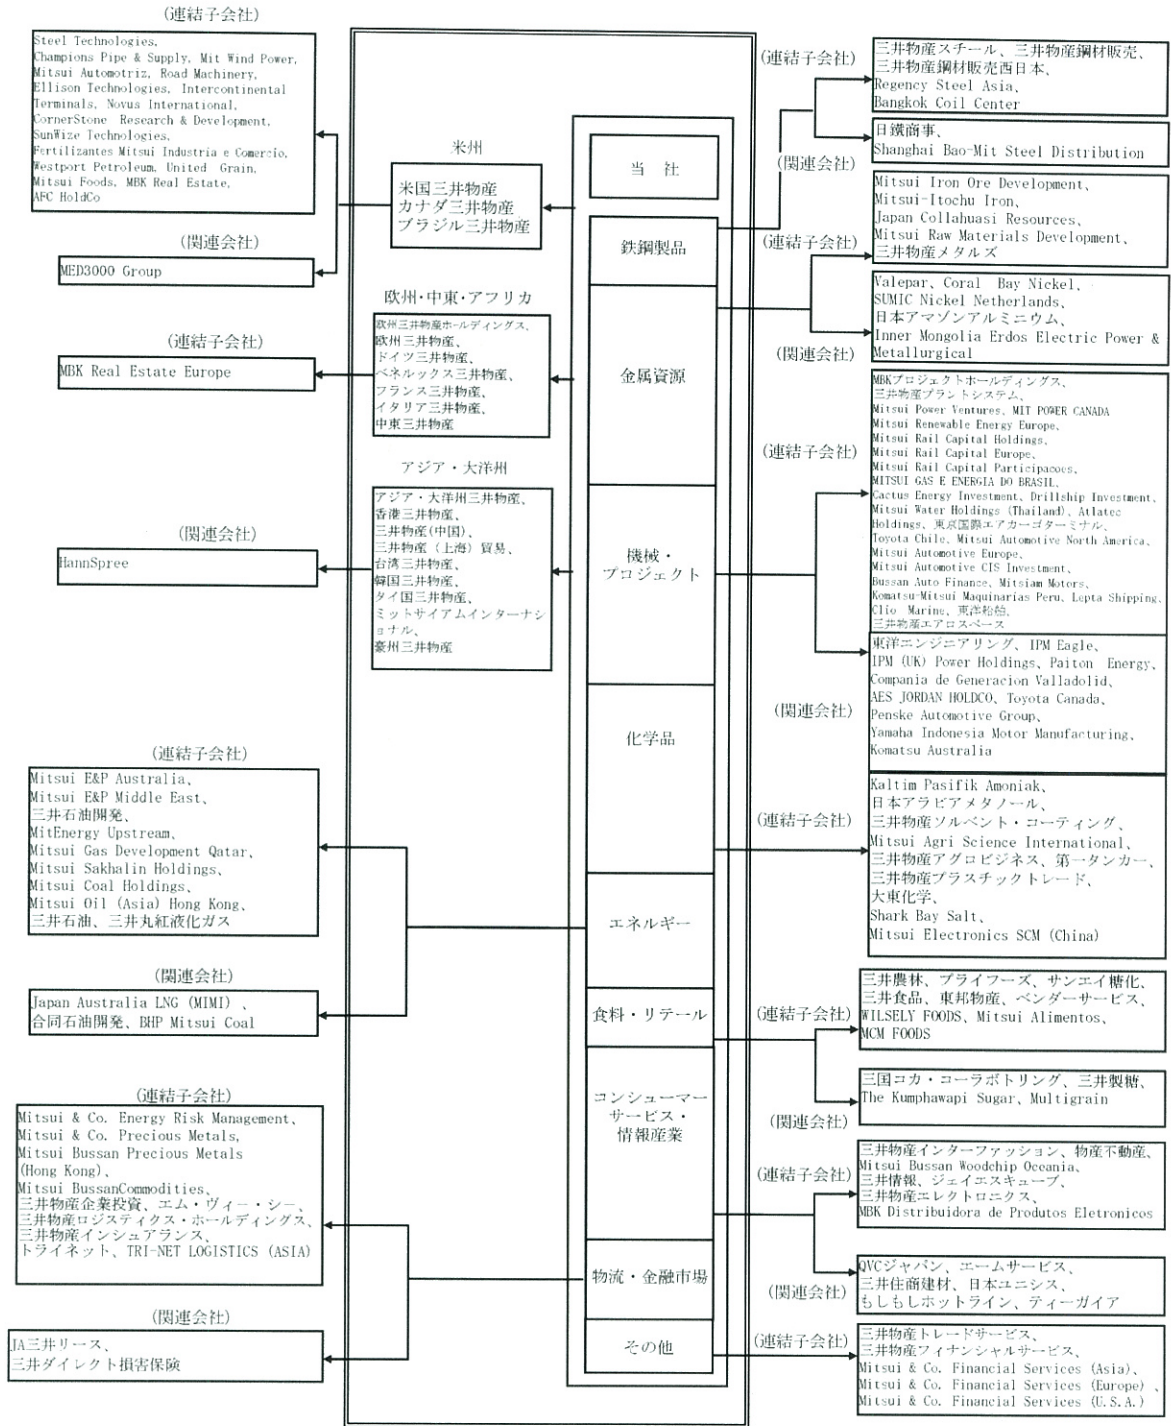 (連結子会社)
Steel Technologies、
Champions Pipe & Supply, Mit Wind Power、
Mitsui Automotriz, Road Machinery、
Ellison Technologies, Intercontinental
Terminals, Novus International、
CornerStone Research & Development、
SunWize Technologies、
Fertilizantes Mitsui Industria e Comercio、
Westport Petroleum, United Grain、
Mitsui Foods, MBK Real Estate、
AFC HoldCo
(関連会社)
MED3000 Group
(連結子会社)
MBK Real Estate Europe
(関連会社)
HannSpree
(連結子会社)
Mitsui E&P Australia、
Mitsui E&P Middle East、
三井石油開発、
MitEnergy Upstream、
Mitsui Gas Development Qatar、
Mitsui Sakhalin Holdings、
Mitsui Coal Holdings、
Mitsui Oil (Asia) Hong Kong、
三井石油、三井丸紅液化ガス
(関連会社)
Japan Australia LNG (MIMI) 、
合同石油開発、BHP Mitsui Coal
(連結子会社)
Mitsui & Co. Energy Risk Management、
Mitsui & Co. Precious Metals、
Mitsui Bussan Precious Metals
(Hong Kong)、
Mitsui BussanCommodities、
三井物産企業投資、エム・ヴィー・シー、
三井物産ロジスティクス・ホールディングス、
三井物産インシュアランス、
トライネット、TRI-NET LOGISTICS (ASIA)
(関連会社)
JA三井リース、
三井ダイレクト損害保険
米州
米国三井物産
カナダ三井物産
ブラジル三井物産
欧州・中東・アフリカ
欧州三井物産ホールディングス、
欧州三井物産、
ドイツ三井物産、
ベネルックス三井物産、
フランス三井物産、
イタリア三井物産、
中東三井物産
アジア・大洋州
アジア・大洋州三井物産、
香港三井物産、
三井物産(中国)、
三井物産（上海）貿易、
台湾三井物産、
韓国三井物産、
タイ国三井物産、
ミットサイアムインターナシ
ョナル、
豪州三井物産
当 社
鉄鋼製品
金属資源
機械・
プロジェクト
化学品
エネルギー
食料・リテール
コンシューマー
サービス・
情報産業
物流・金融市場
その他
(連結子会社)
三井物産スチール、三井物産鋼材販売、
三井物産鋼材販売西日本、
Regency Steel Asia、
Bangkok Coil Center
(関連会社)
日鐵商事、
Shanghai Bao-Mit Steel Distribution
(連結子会社)
Mitsui Iron Ore Development、
Mitsui-Itochu Iron、
Japan Collahuasi Resources、
Mitsui Raw Materials Development、
三井物産メタルズ
(関連会社)
Valepar、Coral Bay Nickel、
SUMIC Nickel Netherlands、
日本アマゾンアルミニウム、
Inner Mongolia Erdos Electric Power &
Metallurgical
(連結子会社)
MBKプロジェクトホールディングス、
三井物産プラントシステム、
Mitsui Power Ventures、MIT POWER CANADA
Mitsui Renewable Energy Europe、
Mitsui Rail Capital Holdings、
Mitsui Rail Capital Europe、
Mitsui Rail Capital Participacoes、
MITSUI GAS E ENERGIA DO BRASIL、
Cactus Energy Investment、Drillship Investment、
Mitsui Water Holdings (Thailand)、Atlatec
Holdings、東京国際エアカーゴターミナル、
Toyota Chile、Mitsui Automotive North America、
Mitsui Automotive Europe、
Mitsui Automotive CIS Investment、
Bussan Auto Finance、Mitsiam Motors、
Komatsu-Mitsui Maquinarias Peru、Lepta Shipping、
Clio Marine、東洋船舶、
三井物産エアロスペース
(関連会社)
東洋エンジニアリング、IPM Eagle、
IPM (UK) Power Holdings、Paiton Energy、
Compania de Generacion Valladolid、
AES JORDAN HOLDCO、Toyota Canada、
Penske Automotive Group、
Yamaha Indonesia Motor Manufacturing、
Komatsu Australia
(連結子会社)
Kaltim Pasifik Amoniak、
日本アラビアメタノール、
三井物産ソルベント・コーティング、
Mitsui Agri Science International、
三井物産アグロビジネス、第一タンカー、
三井物産プラスチックトレード、
大東化学、
Shark Bay Salt、
Mitsui Electronics SCM (China)
(連結子会社)
三井農林、プライフーズ、サンエイ糖化、
三井食品、東邦物産、ベンダーサービス、
WILSELY FOODS、Mitsui Alimentos、
MCM FOODS
(関連会社)
三国コカ・コーラボトリング、三井製糖、
The Kumphawapi Sugar、Multigrain
(連結子会社)
三井物産インターファッション、物産不動産、
Mitsui Bussan Woodchip Oceania、
三井情報、ジェイエスキューブ、
三井物産エレクトロニクス、
MBK Distribuidora de Produtos Eletronicos
(関連会社)
QVCジャパン、エームサービス、
三井住商建材、日本ユニシス、
もしもしホットライン、ティーガイア
(連結子会社)
三井物産トレードサービス、
三井物産フィナンシャルサービス、
Mitsui & Co. Financial Services (Asia)、
Mitsui & Co. Financial Services (Europe) 、
Mitsui & Co. Financial Services (U.S.A.)